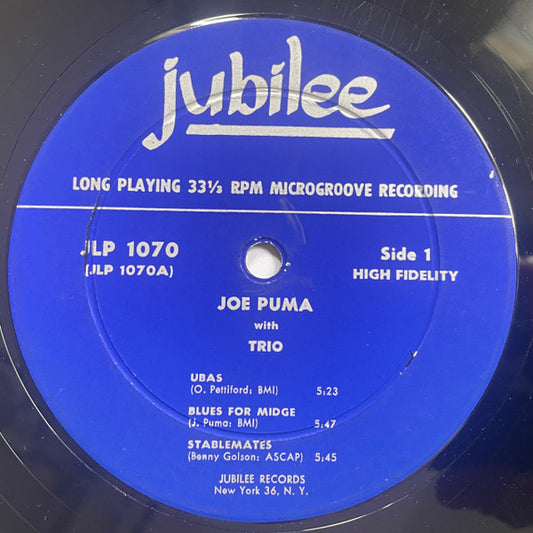 jubilee
LONG PLAYING 33⅓ RPM MICROGROOVE RECORDING
JLP 1070 Side 1
(JLP 1070A) HIGH FIDELITY
JOE PUMA
with
TRIO
UBAS
(O. Pettiford: BMI) 5:23
BLUES FOR MIDGE
(J. Puma: BMI) 5:47
STABLEMATES
(Benny Golson: ASCAP) 5:45
JUBILEE RECORDS
New York 36, N. Y.